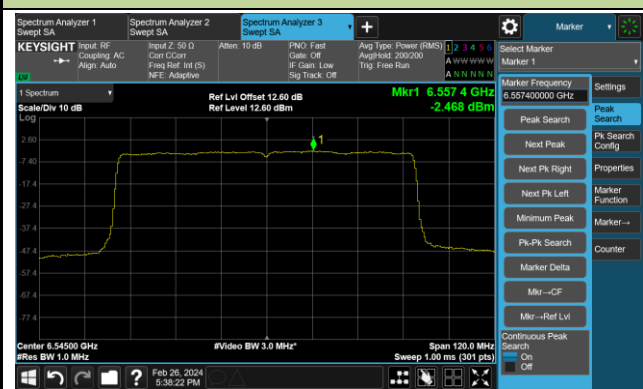 Spectrum Analyzer 1
Swept SA
Spectrum Analyzer 2
Swept SA
Spectrum Analyzer 3
Swept SA
Marker
KEYSIGHT
Input: RF
Coupling: AC
Align: Auto
Input Z: 50 Ω
Corr CCorr
Freq Ref: Int (S)
NFE: Adaptive
Atten: 10 dB
PNO: Fast
Gate: Off
IF Gain: Low
Sig Track: Off
Avg Type: Power (RMS)
Avg|Hold: 200/200
Trig: Free Run
1 2 3 4 5 6
A W W W W W
A N N N N N
LXI
Select Marker
Marker 1
1 Spectrum
Scale/Div 10 dB
Log
Ref Lvl Offset 12.60 dB
Ref Level 12.60 dBm
Mkr1 6.557 4 GHz
-2.468 dBm
1
2.60
-7.40
-17.4
-27.4
-37.4
-47.4
-57.4
-67.4
-77.4
Center 6.54500 GHz
#Res BW 1.0 MHz
#Video BW 3.0 MHz*
Span 120.0 MHz
Sweep 1.00 ms (301 pts)
Marker Frequency
6.557400000 GHz
Peak Search
Next Peak
Next Pk Right
Next Pk Left
Minimum Peak
Pk-Pk Search
Marker Delta
Mkr→CF
Mkr→Ref Lvl
Continuous Peak
Search
On
Off
Settings
Peak
Search
Pk Search
Config
Properties
Marker
Function
Marker→
Counter
?
Feb 26, 2024
5:38:22 PM